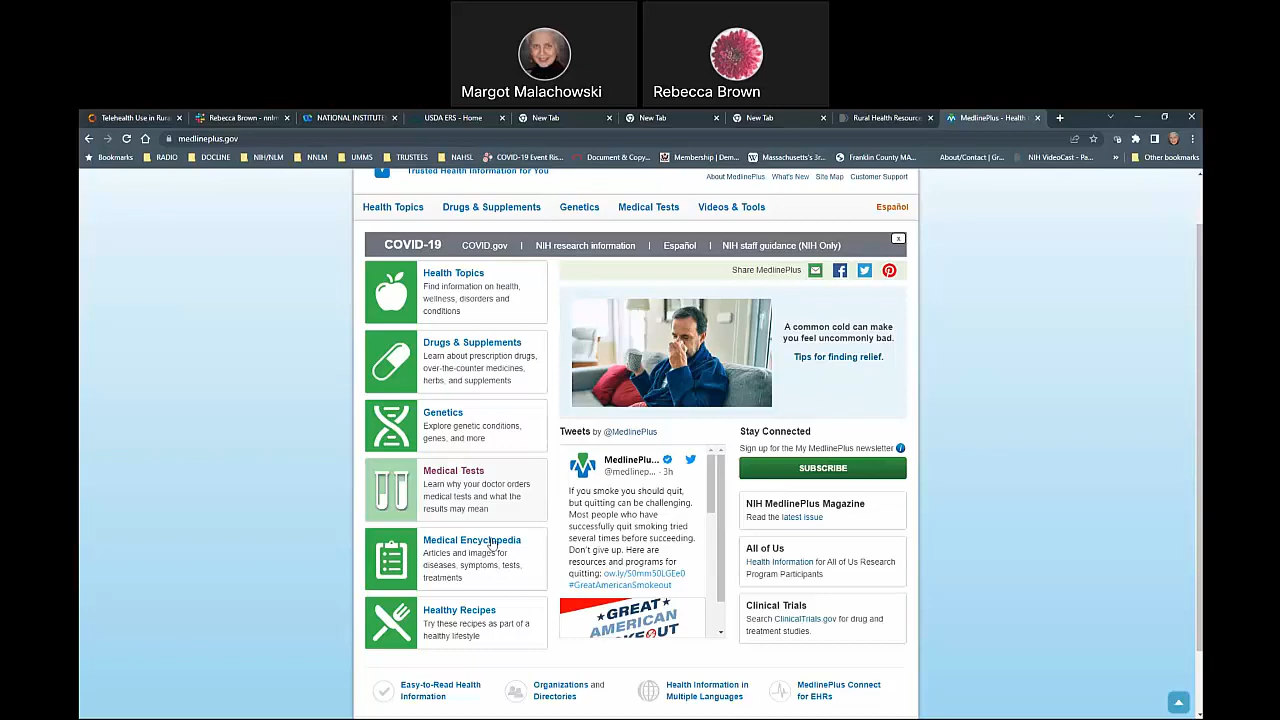 Margot Malachowski
Rebecca Brown
Telehealth Use in Rura
Rebecca Brown - nnlm
NATIONAL INSTITUTE
USDA ERS - Home
New Tab
New Tab
New Tab
Rural Health Resource
MedlinePlus - Health
medlineplus.gov
Bookmarks
RADIO
DOCLINE
NIH/NLM
NNLM
UMMS
TRUSTEES
NAHSL
COVID-19 Event Ris...
Document & Copy...
Membership | Dem...
Massachusetts's 3r...
Franklin County MA...
About/Contact | Gr...
NIH VideoCast - Pa...
Other bookmarks
Trusted Health Information for You
About MedlinePlus What's New Site Map Customer Support
Health Topics Drugs & Supplements Genetics Medical Tests Videos & Tools Español
COVID-19 COVID.gov | NIH research information | Español | NIH staff guidance (NIH Only)
x
Health Topics
Find information on health,
wellness, disorders and
conditions
Drugs & Supplements
Learn about prescription drugs,
over-the-counter medicines,
herbs, and supplements
Genetics
Explore genetic conditions,
genes, and more
Medical Tests
Learn why your doctor orders
medical tests and what the
results may mean
Medical Encyclopedia
Articles and images for
diseases, symptoms, tests,
treatments
Healthy Recipes
Try these recipes as part of a
healthy lifestyle
Share MedlinePlus
A common cold can make
you feel uncommonly bad.
Tips for finding relief.
Tweets by @MedlinePlus
MedlinePlu...
@medlinep... · 3h
If you smoke you should quit,
but quitting can be challenging.
Most people who have
successfully quit smoking tried
several times before succeeding.
Don't give up. Here are
resources and programs for
quitting: ow.ly/S0mm50LGEe0
#GreatAmericanSmokeout
GREAT
AMERICAN
Stay Connected
Sign up for the My MedlinePlus newsletter
SUBSCRIBE
NIH MedlinePlus Magazine
Read the latest issue
All of Us
Health Information for All of Us Research
Program Participants
Clinical Trials
Search ClinicalTrials.gov for drug and
treatment studies.
Easy-to-Read Health
Information
Organizations and
Directories
Health Information in
Multiple Languages
MedlinePlus Connect
for EHRs